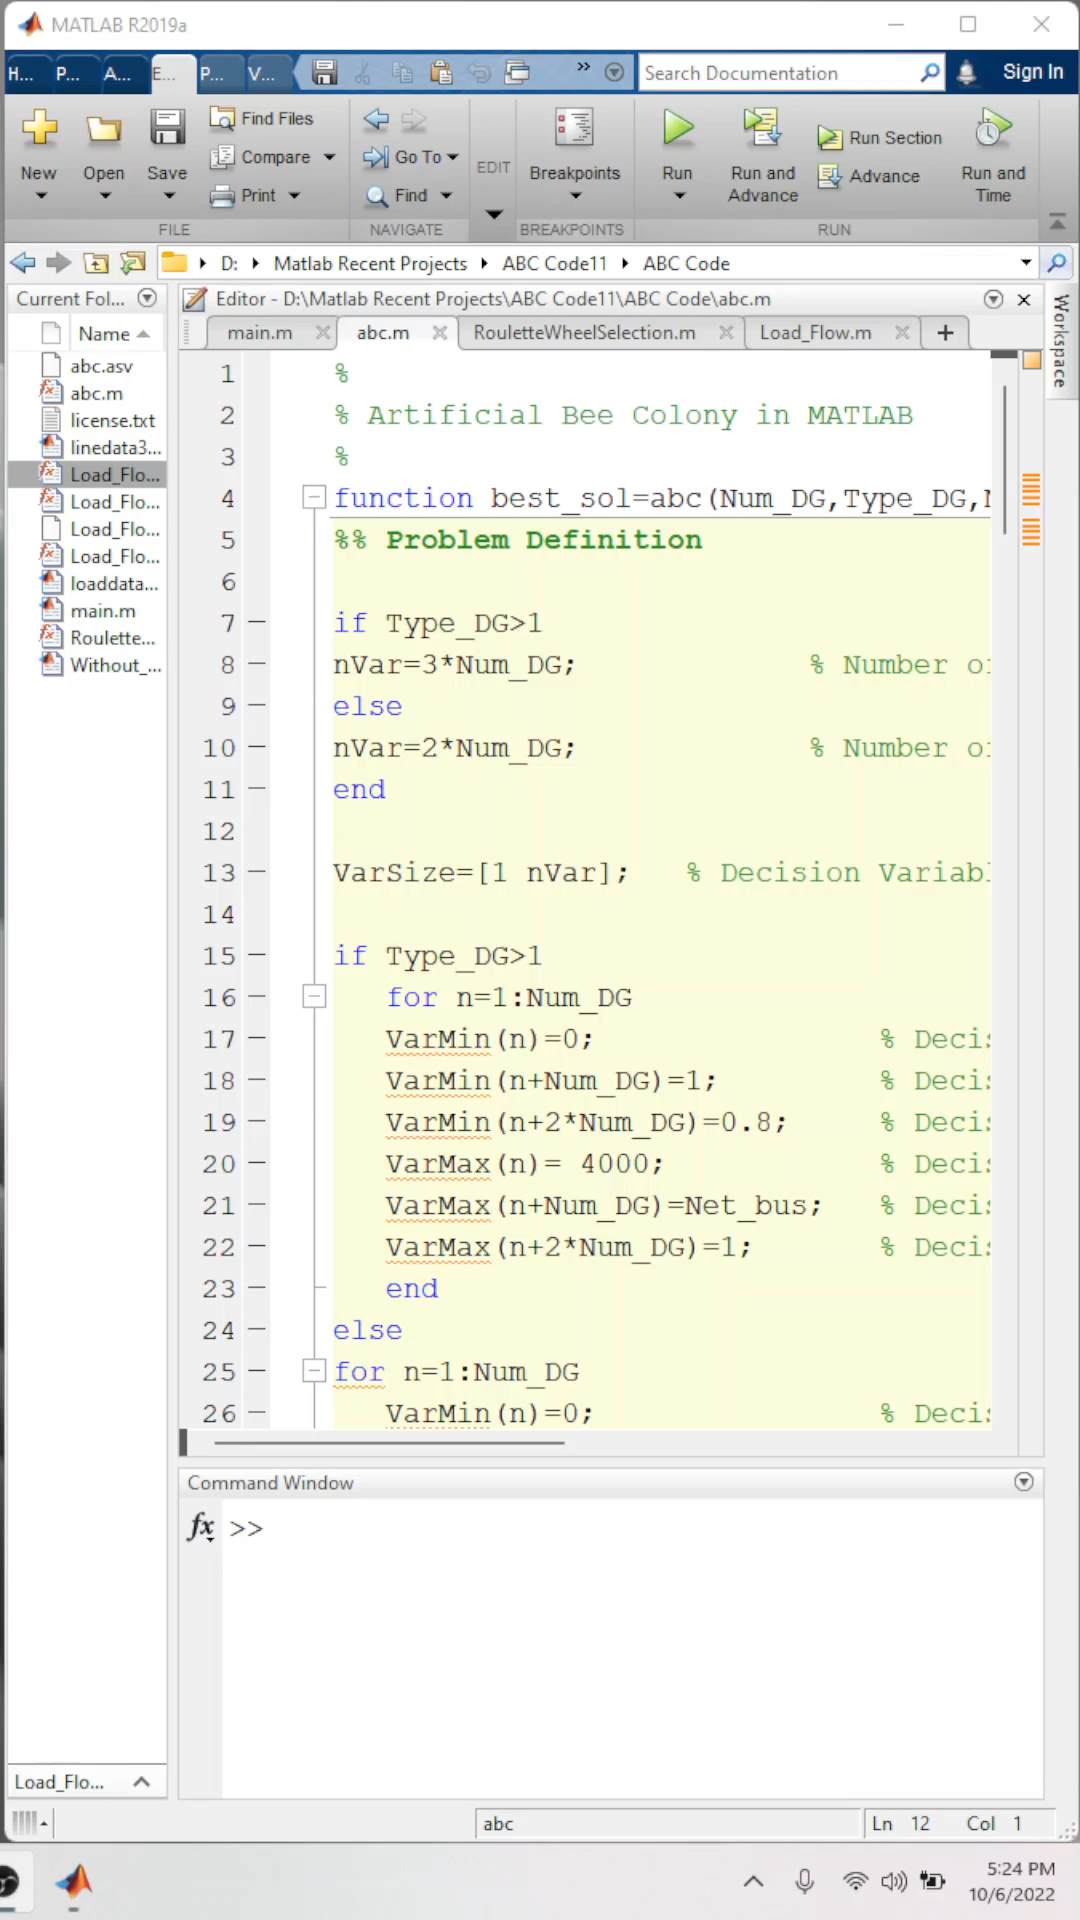 MATLAB R2019a
H... P... A... E... P... V... Search Documentation Sign In
New Open Save Find Files Compare Print Go To Find EDIT Breakpoints Run Run and Advance Run Section Advance Run and Time
FILE NAVIGATE BREAKPOINTS RUN
D: Matlab Recent Projects ABC Code11 ABC Code
Current Fol...
Editor - D:\Matlab Recent Projects\ABC Code11\ABC Code\abc.m
Workspace
main.m abc.m RouletteWheelSelection.m Load_Flow.m +
Name
abc.asv
abc.m
license.txt
linedata3...
Load_Flo...
Load_Flo...
Load_Flo...
Load_Flo...
loaddata...
main.m
Roulette...
Without_...
1 %
2 % Artificial Bee Colony in MATLAB
3 %
4 function best_sol=abc(Num_DG,Type_DG,
5 %% Problem Definition
6
7 if Type_DG>1
8 nVar=3*Num_DG; % Number
9 else
10 nVar=2*Num_DG; % Number
11 end
12
13 VarSize=[1 nVar]; % Decision
14
15 if Type_DG>1
16 for n=1:Num_DG
17 VarMin(n)=0; %
18 VarMin(n+Num_DG)=1; %
19 VarMin(n+2*Num_DG)=0.8; %
20 VarMax(n)= 4000; %
21 VarMax(n+Num_DG)=Net_bus; %
22 VarMax(n+2*Num_DG)=1; %
23 end
24 else
25 for n=1:Num_DG
26 VarMin(n)=0; %
Command Window
fx >>
Load_Flo...
abc
Ln 12 Col 1
5:24 PM
10/6/2022